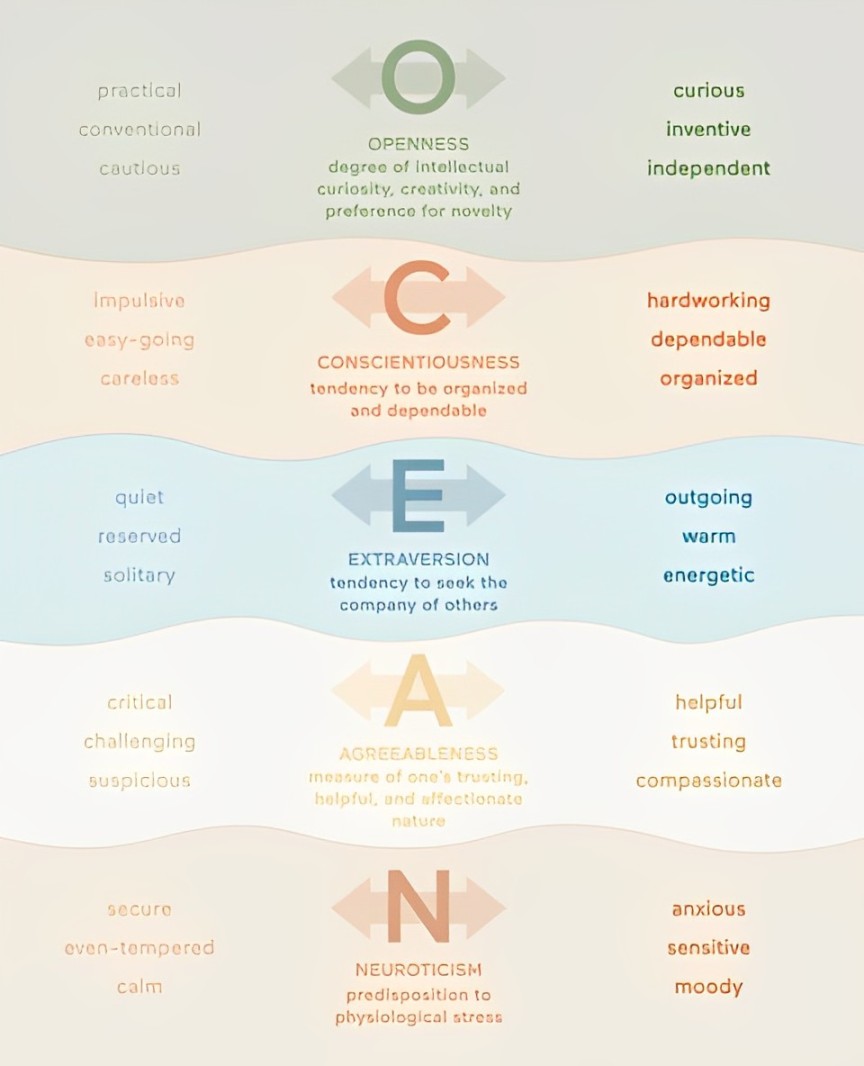 O
practical
conventional
cautious
OPENNESS
degree of intellectual
curiosity, creativity, and
preference for novelty
curious
inventive
independent
C
impulsive
easy-going
careless
CONSCIENTIOUSNESS
tendency to be organized
and dependable
hardworking
dependable
organized
E
quiet
reserved
solitary
EXTRAVERSION
tendency to seek the
company of others
outgoing
warm
energetic
A
critical
challenging
suspicious
AGREEABLENESS
measure of one's trusting,
helpful, and affectionate
nature
helpful
trusting
compassionate
N
secure
even-tempered
calm
NEUROTICISM
predisposition to
physiological stress
anxious
sensitive
moody